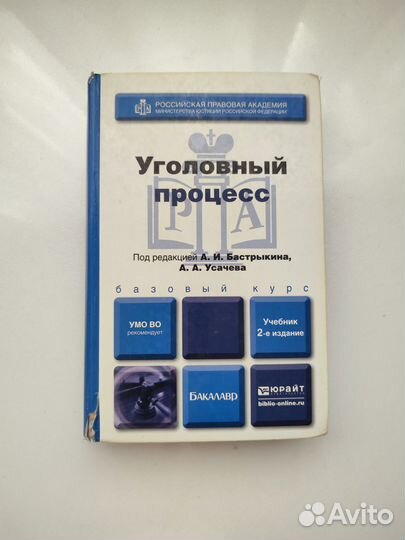 РОССИЙСКАЯ ПРАВОВАЯ АКАДЕМИЯ
МИНИСТЕРСТВА ЮСТИЦИИ РОССИЙСКОЙ ФЕДЕРАЦИИ
Уголовный
процесс
Р А
Под редакцией А. И. Бастрыкина,
А. А. Усачева
базовый курс
УМО ВО
рекомендует
Учебник
2-е издание
БАКАЛАВР
ЮРАЙТ
ИЗДАТЕЛЬСТВО
biblio-online.ru
Avito